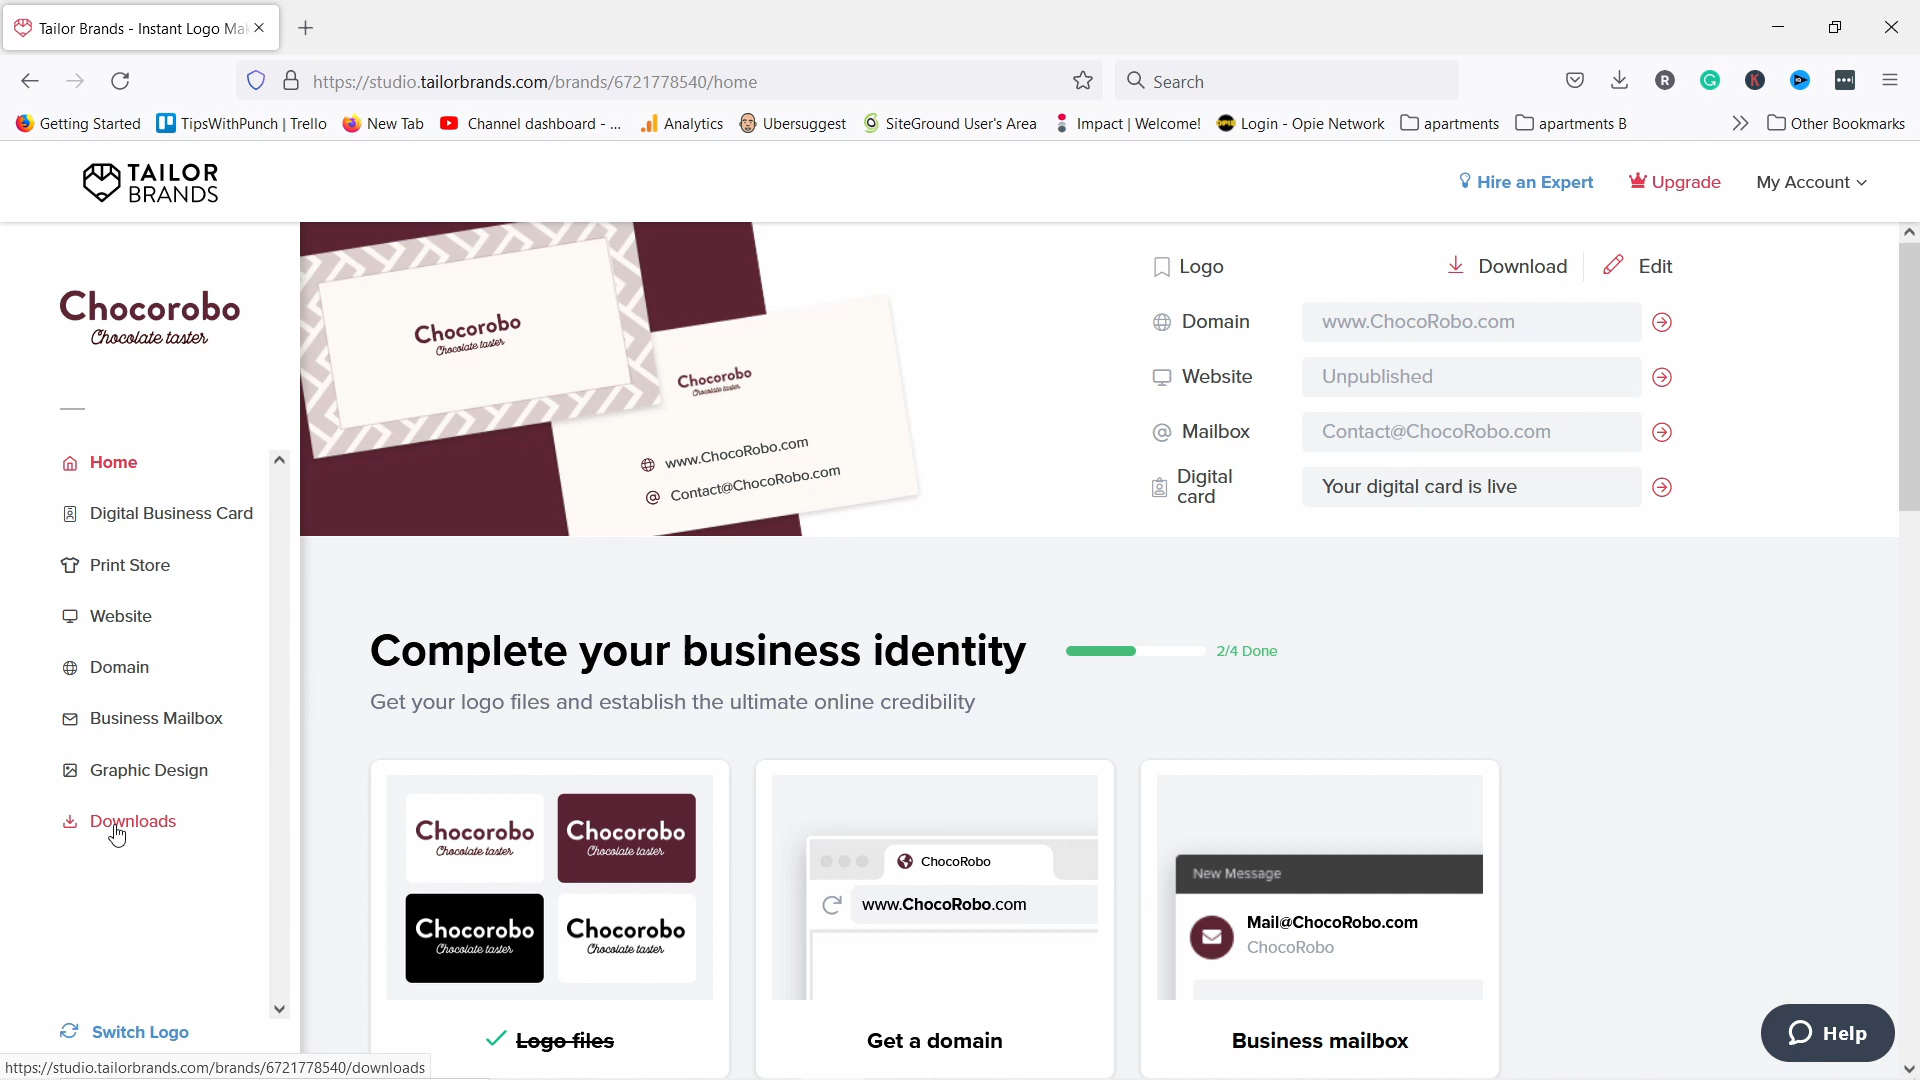 Tailor Brands - Instant Logo Ma
https://studio.tailorbrands.com/brands/6721778540/home
Search
Getting Started
TipsWithPunch | Trello
New Tab
Channel dashboard - ...
Analytics
Ubersuggest
SiteGround User's Area
Impact | Welcome!
Login - Opie Network
apartments
apartments B
Other Bookmarks
TAILOR
BRANDS
Hire an Expert
Upgrade
My Account
Chocorobo
Chocolate taster
Home
Digital Business Card
Print Store
Website
Domain
Business Mailbox
Graphic Design
Downloads
Switch Logo
Chocorobo
Chocolate taster
Chocorobo
Chocolate taster
www.ChocoRobo.com
Contact@ChocoRobo.com
Logo
Download
Edit
Domain
www.ChocoRobo.com
Website
Unpublished
Mailbox
Contact@ChocoRobo.com
Digital
card
Your digital card is live
Complete your business identity
2/4 Done
Get your logo files and establish the ultimate online credibility
Chocorobo
Chocolate taster
Chocorobo
Chocolate taster
Chocorobo
Chocolate taster
Chocorobo
Chocolate taster
Logo files
ChocoRobo
www.ChocoRobo.com
Get a domain
New Message
Mail@ChocoRobo.com
ChocoRobo
Business mailbox
Help
https://studio.tailorbrands.com/brands/6721778540/downloads